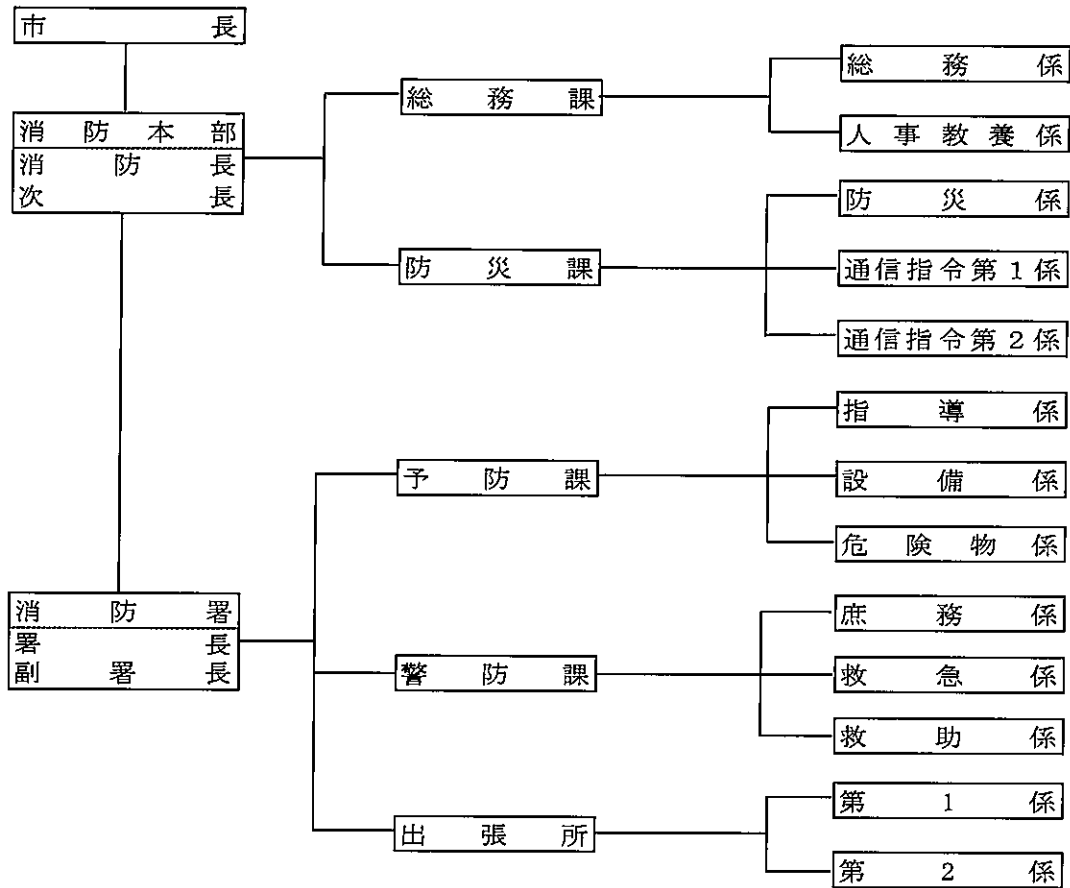 市長
消防本部
消防長
次長
総務課
総務係
人事教養係
防災課
防災係
通信指令第1係
通信指令第2係
消防署
署長
副署長
予防課
指導係
設備係
危険物係
警防課
庶務係
救急係
救助係
出張所
第1係
第2係